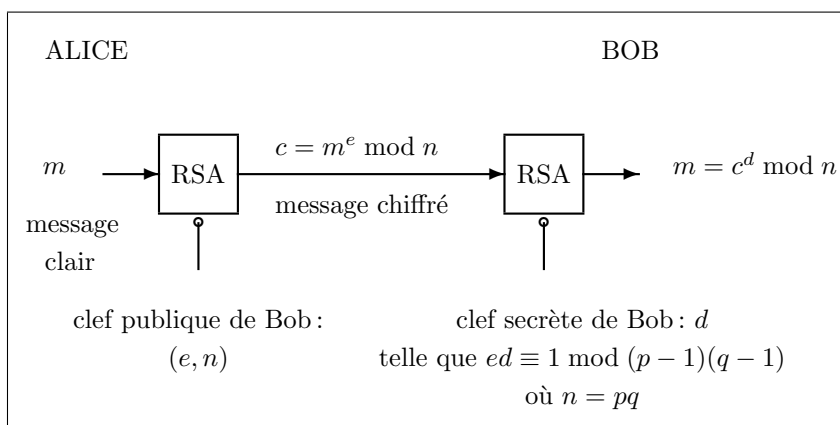 ALICE
BOB
m
RSA
c = m^e mod n
RSA
m = c^d mod n
message
clair
message chiffré
clef publique de Bob :
(e, n)
clef secrète de Bob : d
telle que ed ≡ 1 mod (p − 1)(q − 1)
où n = pq